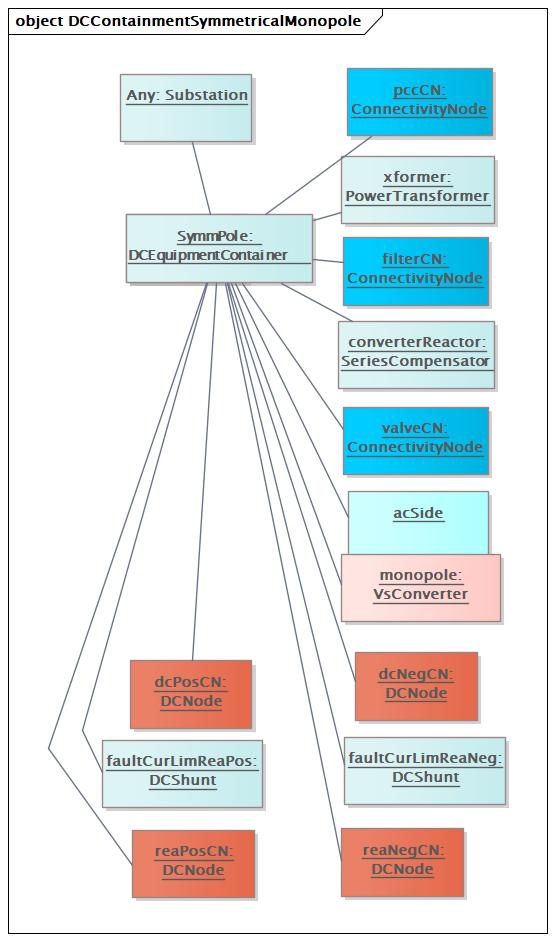 object DCContainmentSymmetricalMonopole
Any: Substation
pccCN:
ConnectivityNode
xformer:
PowerTransformer
SymmPole:
DCEquipmentContainer
filterCN:
ConnectivityNode
converterReactor:
SeriesCompensator
valveCN:
ConnectivityNode
acSide
monopole:
VsConverter
dcPosCN:
DCNode
dcNegCN:
DCNode
faultCurLimReaPos:
DCShunt
faultCurLimReaNeg:
DCShunt
reaPosCN:
DCNode
reaNegCN:
DCNode